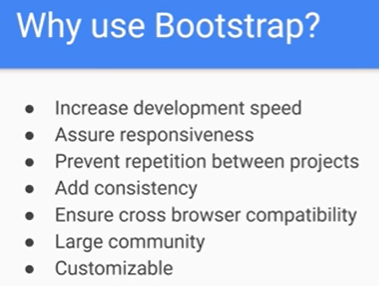 Why use Bootstrap?
● Increase development speed
● Assure responsiveness
● Prevent repetition between projects
● Add consistency
● Ensure cross browser compatibility
● Large community
● Customizable